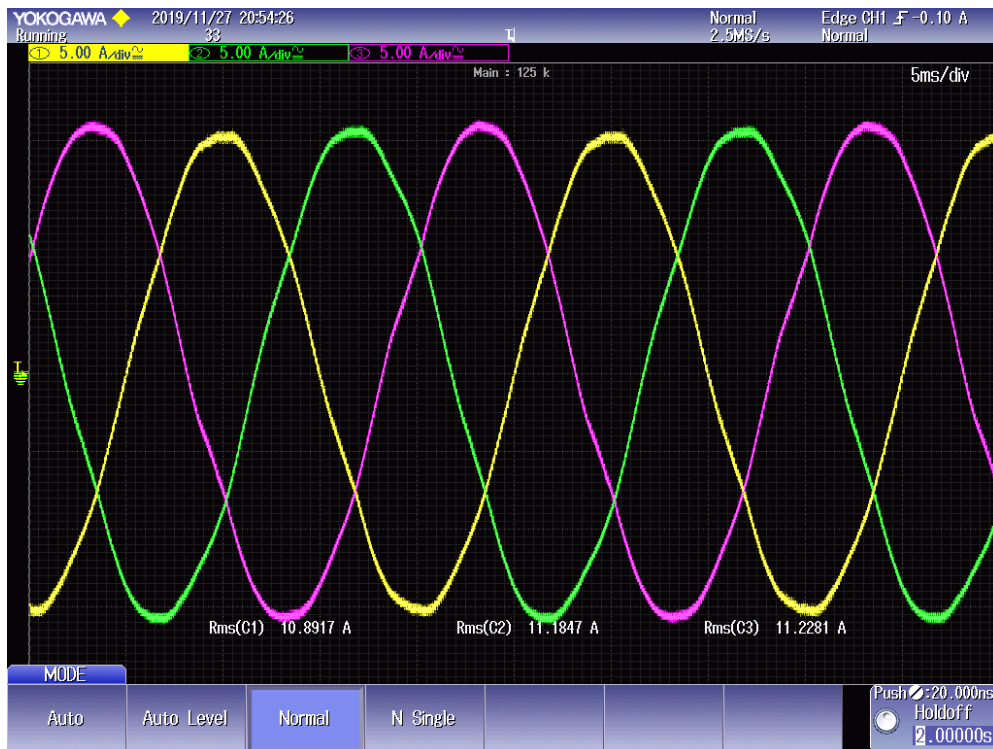 YOKOGAWA 2019/11/27 20:54:26 Normal Edge CH1 -0.10 A
Running 33 2.5MS/s Normal
1 5.00 A/div 2 5.00 A/div 3 5.00 A/div
Main : 125 k
5ms/div
T
Rms(C1) 10.8917 A Rms(C2) 11.1847 A Rms(C3) 11.2281 A
MODE
Auto Auto Level Normal N Single
Push :20.000ns
Holdoff
2.00000s